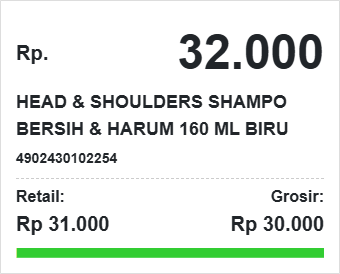 Rp. 32.000
HEAD & SHOULDERS SHAMPO
BERSIH & HARUM 160 ML BIRU
4902430102254
Retail: Grosir:
Rp 31.000 Rp 30.000